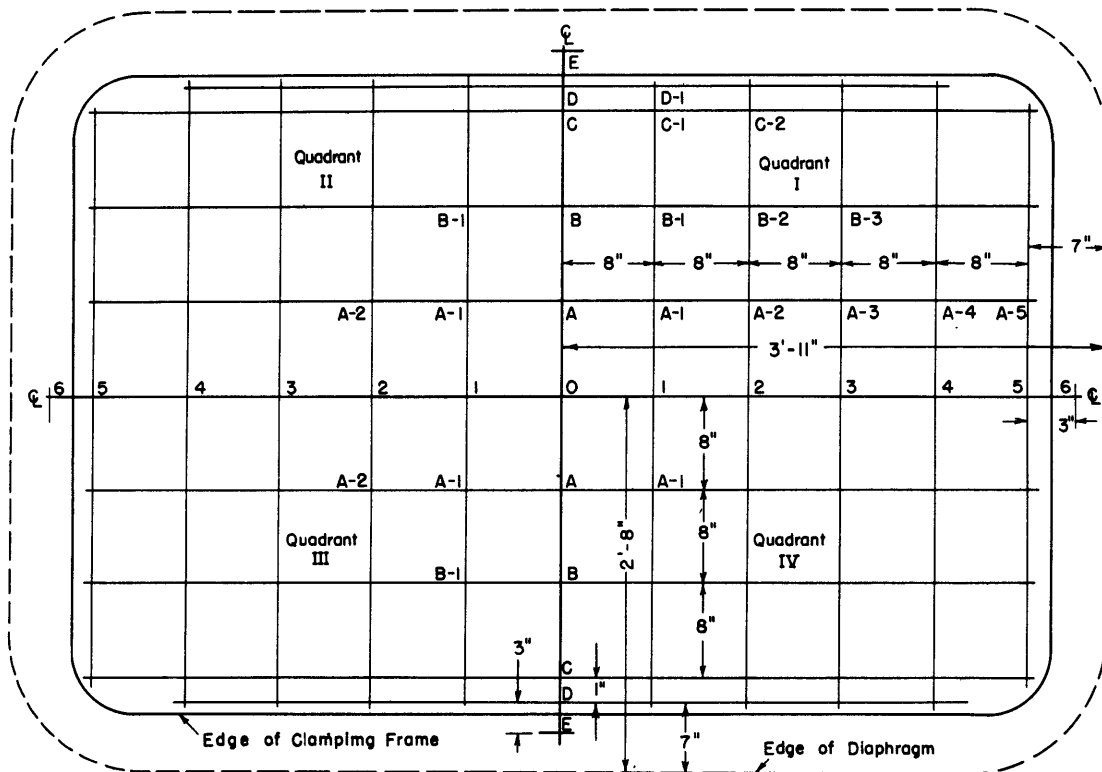 ℄
E
D D-1
C C-1 C-2
Quadrant
II
Quadrant
I
B-1 B B-1 B-2 B-3
7"
8" 8" 8" 8" 8"
A-2 A-1 A A-1 A-2 A-3 A-4 A-5
3'-11"
℄ 6 5 4 3 2 1 0 1 2 3 4 5 6 ℄
3"
8"
A-2 A-1 A A-1
2'-8"
8"
Quadrant
III
Quadrant
IV
B-1 B
8"
3"
C
D 1"
E
7"
Edge of Clampimg Frame
Edge of Diaphragm